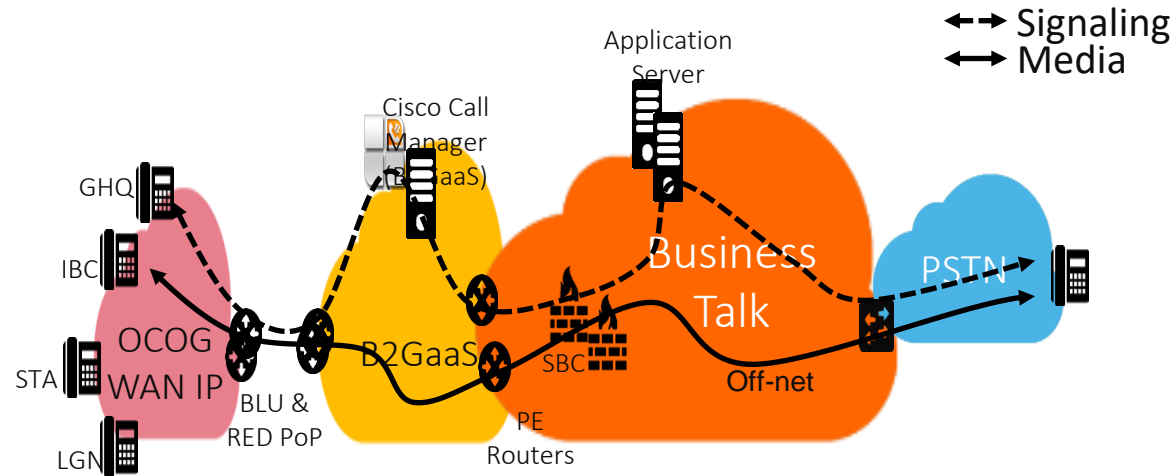 Signaling
Media
Application
Server
Cisco Call
Manager
(B2GaaS)
GHQ
IBC
STA
LGN
OCOG
WAN IP
BLU &
RED PoP
B2GaaS
PE
Routers
SBC
Business
Talk
Off-net
PSTN